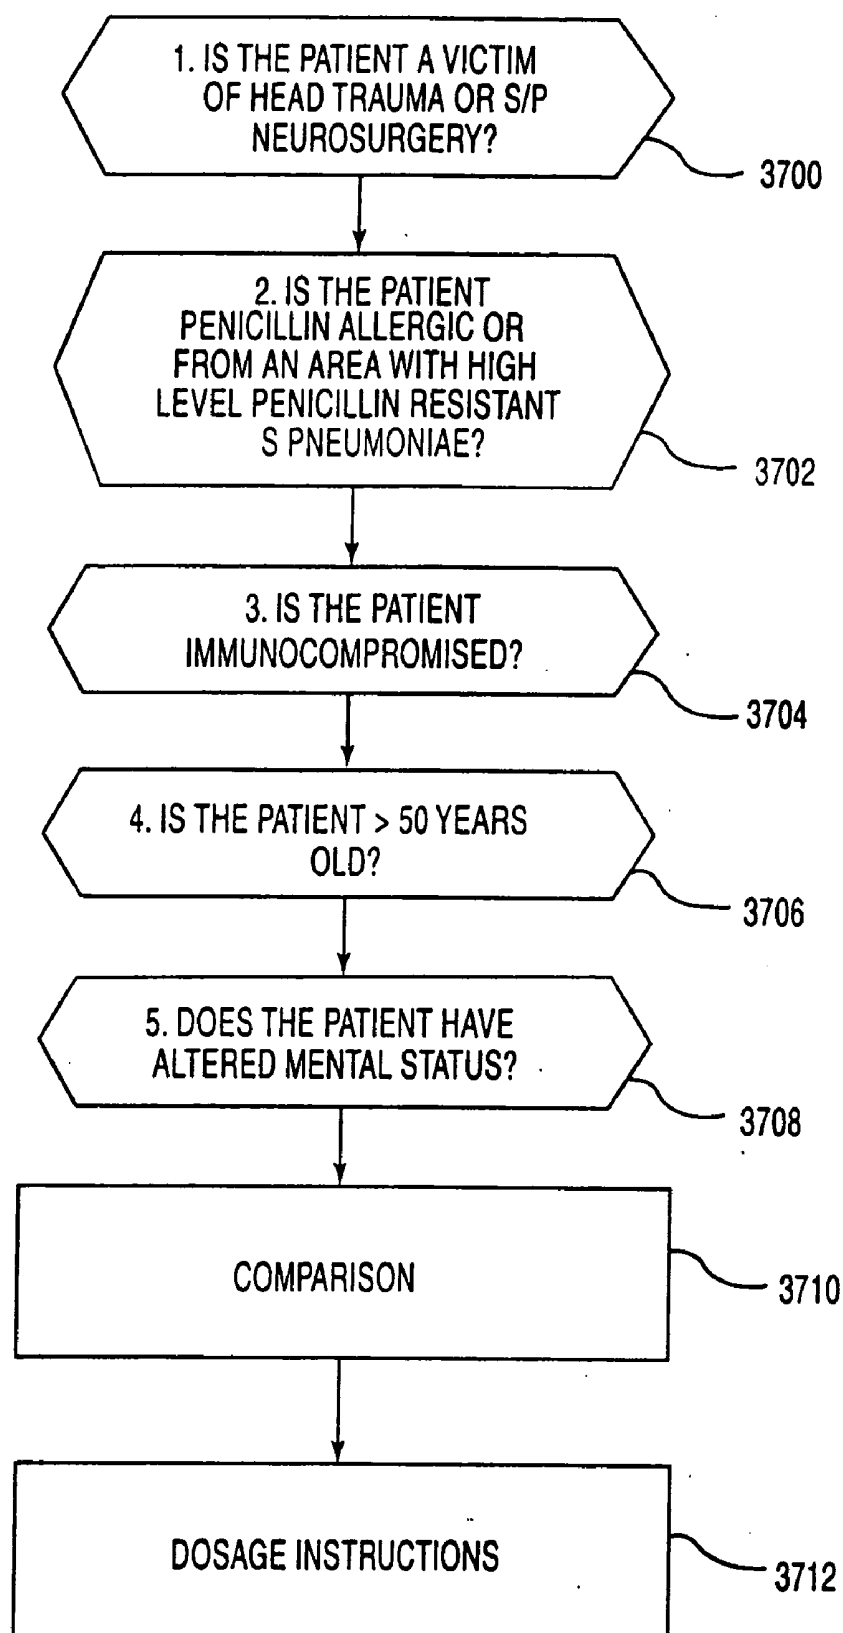 1. IS THE PATIENT A VICTIM
OF HEAD TRAUMA OR S/P
NEUROSURGERY?
3700
2. IS THE PATIENT
PENICILLIN ALLERGIC OR
FROM AN AREA WITH HIGH
LEVEL PENICILLIN RESISTANT
S PNEUMONIAE?
3702
3. IS THE PATIENT
IMMUNOCOMPROMISED?
3704
4. IS THE PATIENT > 50 YEARS
OLD?
3706
5. DOES THE PATIENT HAVE
ALTERED MENTAL STATUS?
3708
COMPARISON
3710
DOSAGE INSTRUCTIONS
3712